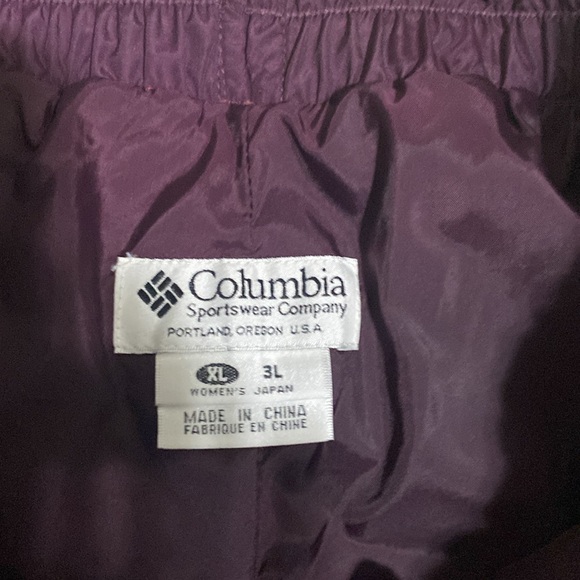 Columbia
Sportswear Company
PORTLAND, OREGON U.S.A.
XL 3L
WOMEN'S JAPAN
MADE IN CHINA
FABRIQUE EN CHINE